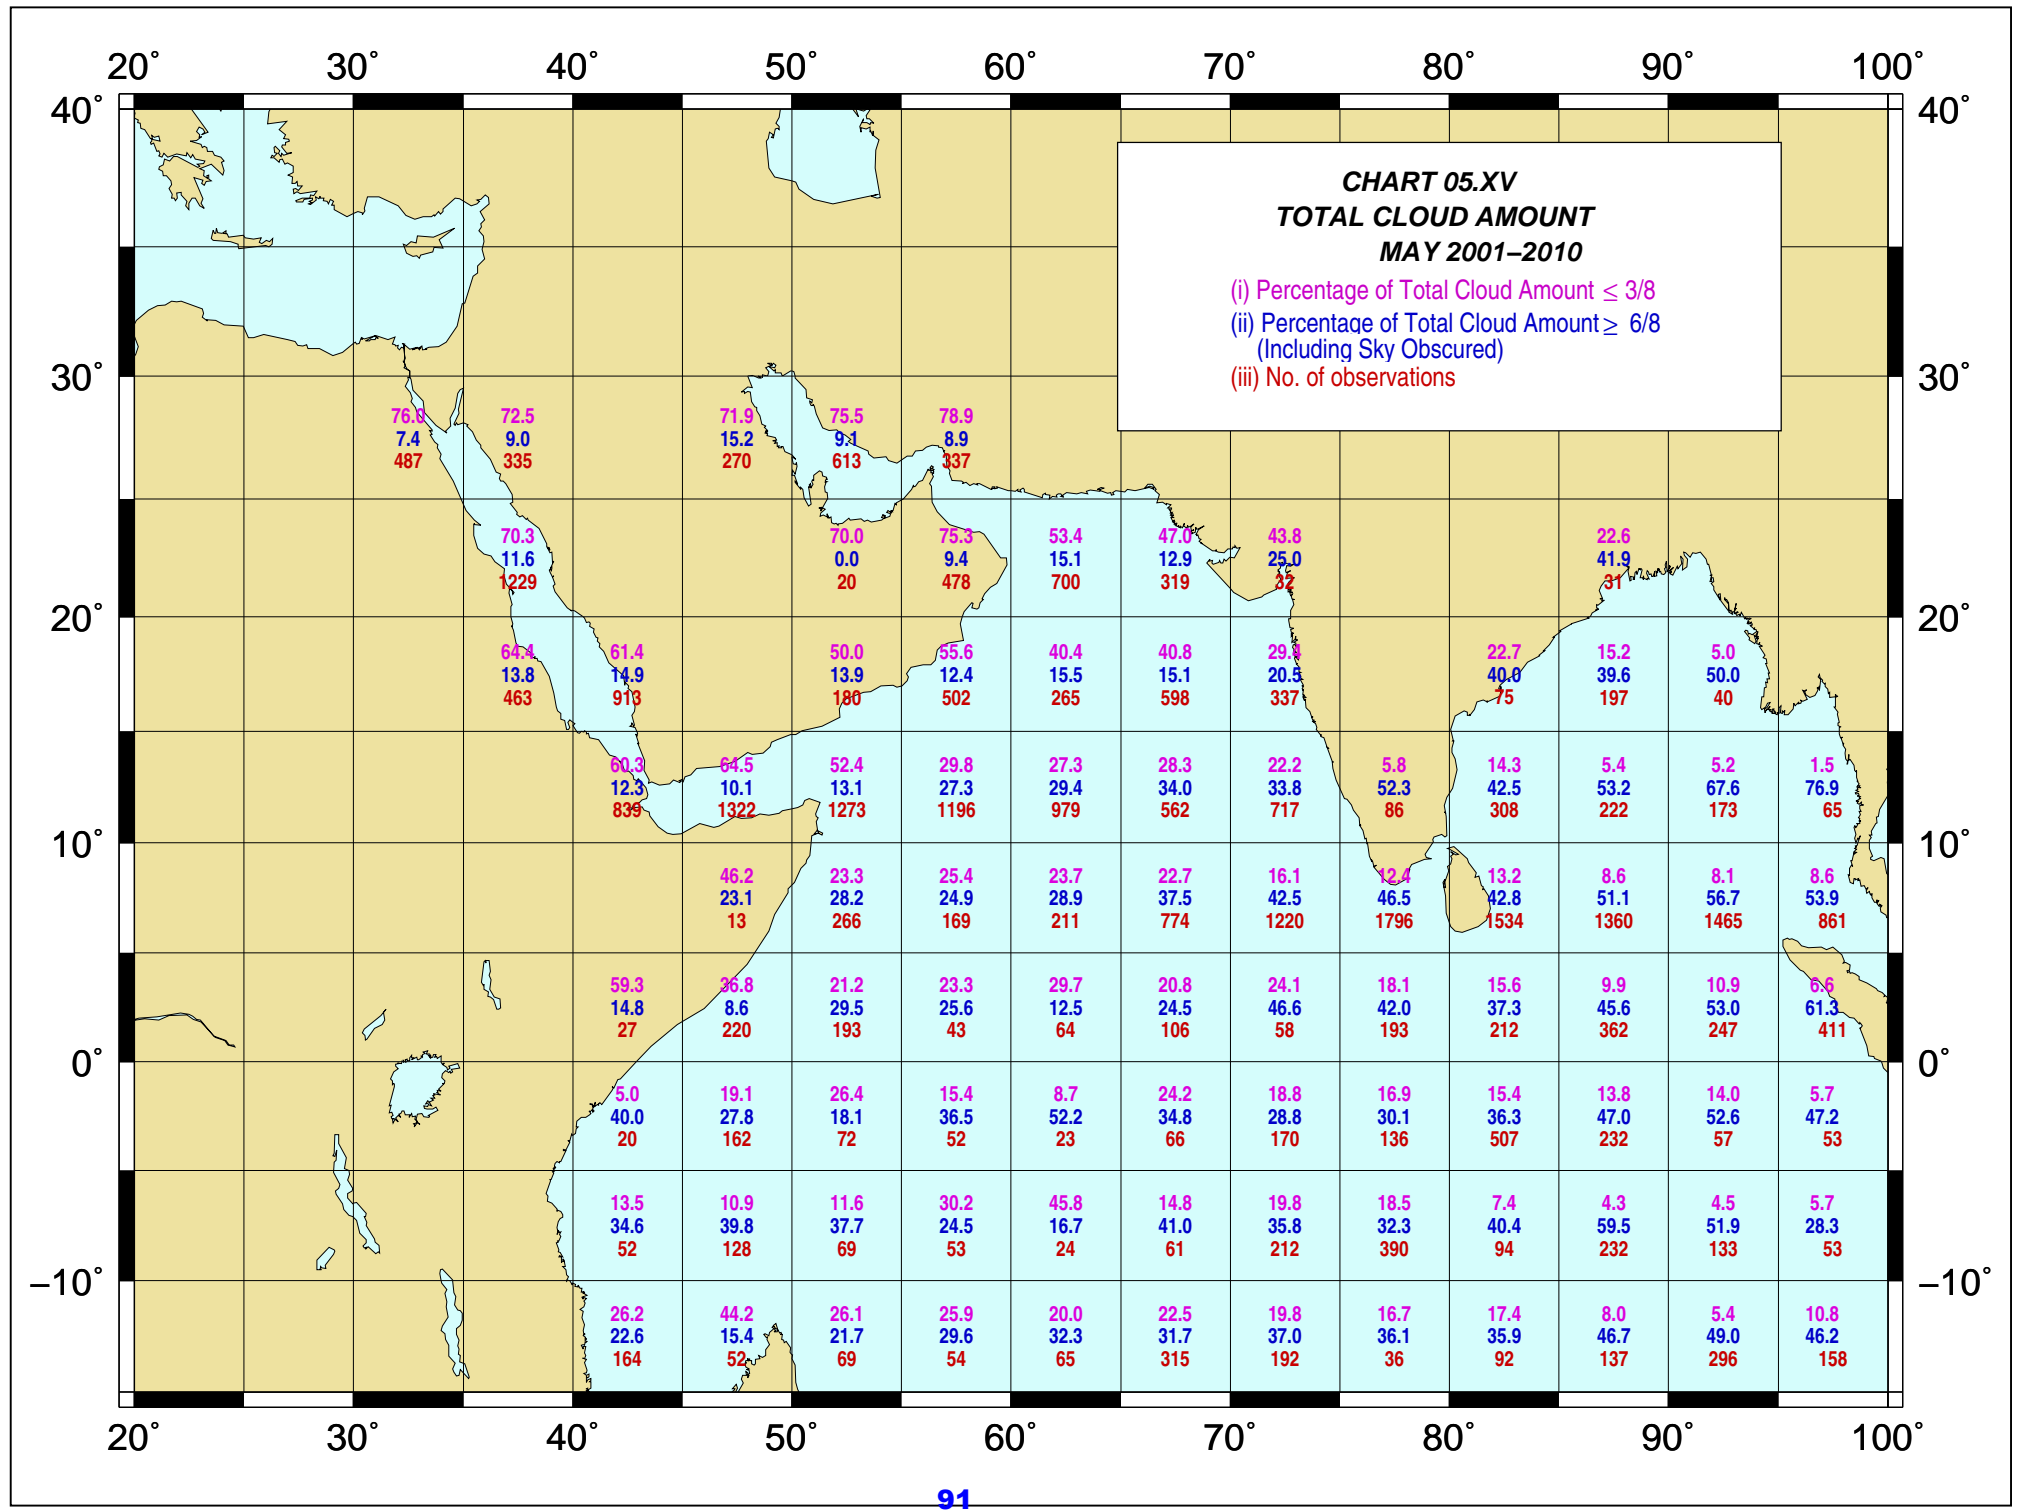 20° 30° 40° 50° 60° 70° 80° 90° 100°
40° 40°
CHART 05.XV
TOTAL CLOUD AMOUNT
MAY 2001–2010
(i) Percentage of Total Cloud Amount ≤ 3/8
(ii) Percentage of Total Cloud Amount ≥ 6/8
(Including Sky Obscured)
(iii) No. of observations
30° 30°
76.0 72.5 71.9 75.5 78.9
7.4 9.0 15.2 9.1 8.9
487 335 270 613 337
70.3 70.0 75.3 53.4 47.0 43.8 22.6
11.6 0.0 9.4 15.1 12.9 25.0 41.9
1229 20 478 700 319 32 31
20° 20°
64.4 61.4 50.0 55.6 40.4 40.8 29.4 22.7 15.2 5.0
13.8 14.9 13.9 12.4 15.5 15.1 20.5 40.0 39.6 50.0
463 913 180 502 265 598 337 75 197 40
60.3 64.5 52.4 29.8 27.3 28.3 22.2 5.8 14.3 5.4 5.2 1.5
12.3 10.1 13.1 27.3 29.4 34.0 33.8 52.3 42.5 53.2 67.6 76.9
839 1322 1273 1196 979 562 717 86 308 222 173 65
10° 10°
46.2 23.3 25.4 23.7 22.7 16.1 12.4 13.2 8.6 8.1 8.6
23.1 28.2 24.9 28.9 37.5 42.5 46.5 42.8 51.1 56.7 53.9
13 266 169 211 774 1220 1796 1534 1360 1465 861
59.3 36.8 21.2 23.3 29.7 20.8 24.1 18.1 15.6 9.9 10.9 6.6
14.8 8.6 29.5 25.6 12.5 24.5 46.6 42.0 37.3 45.6 53.0 61.3
27 220 193 43 64 106 58 193 212 362 247 411
0° 0°
5.0 19.1 26.4 15.4 8.7 24.2 18.8 16.9 15.4 13.8 14.0 5.7
40.0 27.8 18.1 36.5 52.2 34.8 28.8 30.1 36.3 47.0 52.6 47.2
20 162 72 52 23 66 170 136 507 232 57 53
13.5 10.9 11.6 30.2 45.8 14.8 19.8 18.5 7.4 4.3 4.5 5.7
34.6 39.8 37.7 24.5 16.7 41.0 35.8 32.3 40.4 59.5 51.9 28.3
52 128 69 53 24 61 212 390 94 232 133 53
−10° −10°
26.2 44.2 26.1 25.9 20.0 22.5 19.8 16.7 17.4 8.0 5.4 10.8
22.6 15.4 21.7 29.6 32.3 31.7 37.0 36.1 35.9 46.7 49.0 46.2
164 52 69 54 65 315 192 36 92 137 296 158
20° 30° 40° 50° 60° 70° 80° 90° 100°
91